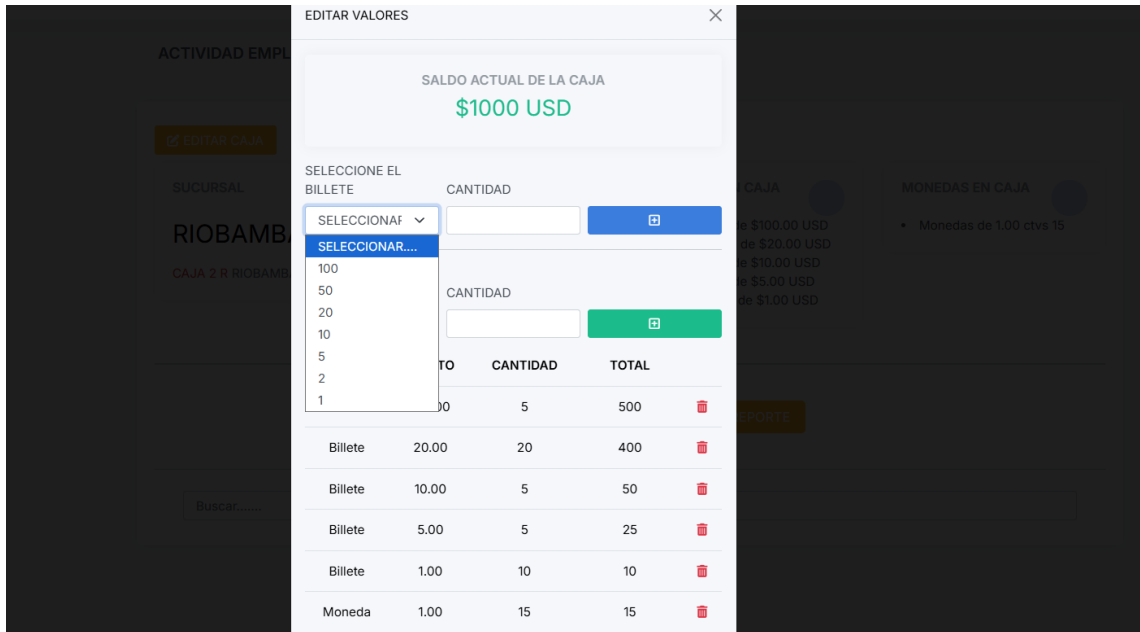 EDITAR VALORES
ACTIVIDAD EMPL
SALDO ACTUAL DE LA CAJA
$1000 USD
EDITAR CAJA
SELECCIONE EL
BILLETE
CANTIDAD
SUCURSAL
N CAJA
MONEDAS EN CAJA
SELECCIONAR
RIOBAMBA
de $100.00 USD
Monedas de 1.00 ctvs 15
de $20.00 USD
SELECCIONAR....
de $10.00 USD
100
CAJA 2 R RIOBAMB
de $5.00 USD
50
CANTIDAD
de $1.00 USD
20
10
5
TO CANTIDAD TOTAL
2
1
00 5 500
EPORTE
Billete 20.00 20 400
Billete 10.00 5 50
Buscar.......
Billete 5.00 5 25
Billete 1.00 10 10
Moneda 1.00 15 15